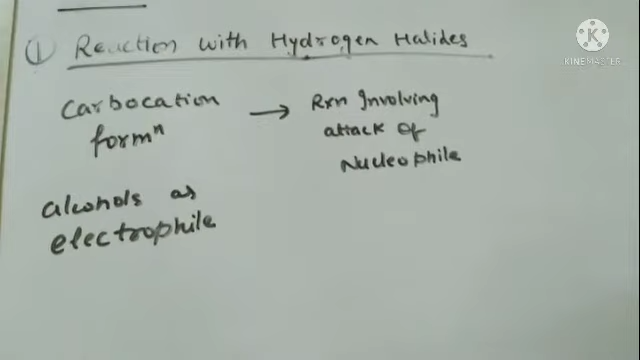 ① Reaction with Hydrogen Halides
Carbocation → Rxn Involving
formⁿ attack of
Nucleophile
alcohols as
electrophile
K
KINEMASTER